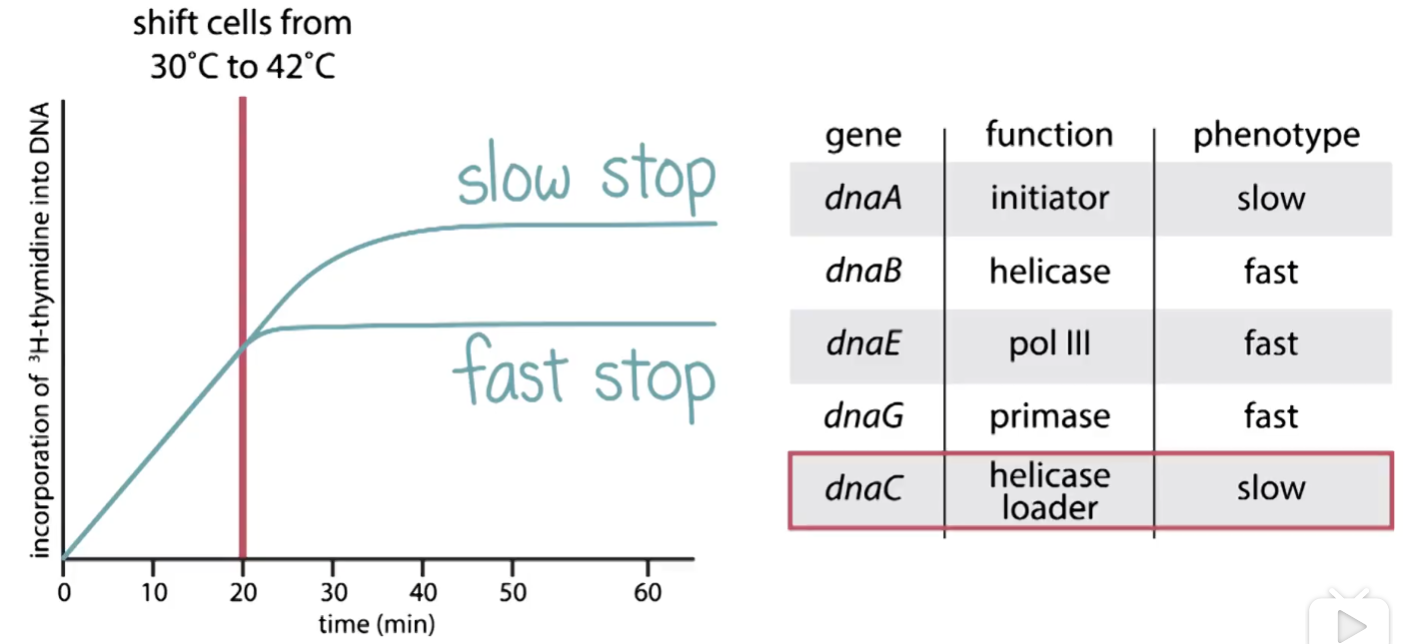 shift cells from
30°C to 42°C
incorporation of ³H-thymidine into DNA
slow stop
fast stop
0 10 20 30 40 50 60
time (min)
gene function phenotype
dnaA initiator slow
dnaB helicase fast
dnaE pol III fast
dnaG primase fast
dnaC helicase loader slow